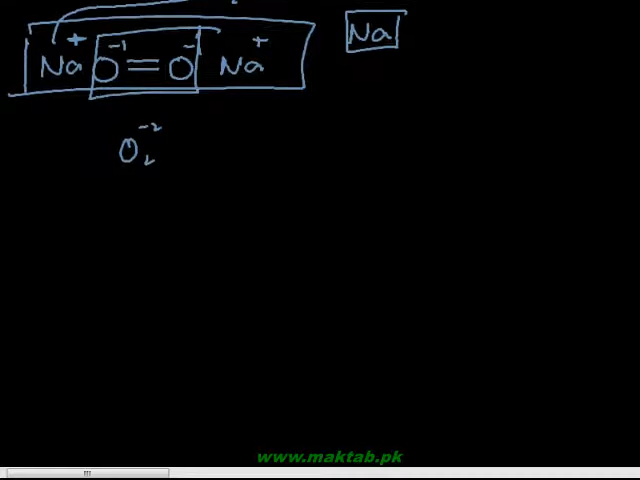 Na⁺ O⁻¹ = O⁻ Na⁺ Na
O₂⁻²
www.maktab.pk